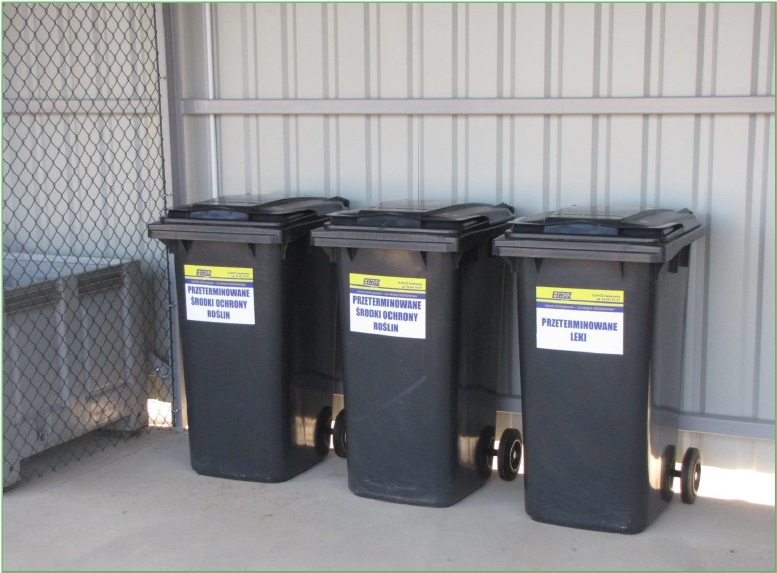 PRZETERMINOWANE
ŚRODKI OCHRONY
ROŚLIN
PRZETERMINOWANE
ŚRODKI OCHRONY
ROŚLIN
PRZETERMINOWANE
LEKI